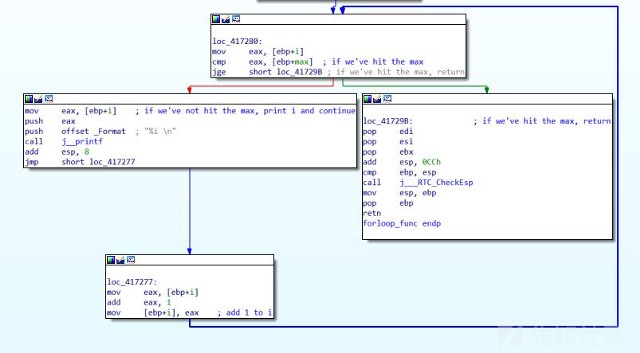 loc_417280:
mov eax, [ebp+i]
cmp eax, [ebp+max] ; if we've hit the max
jge short loc_41729B ; if we've hit the max, return
mov eax, [ebp+i] ; if we've not hit the max, print i and continue
push eax
push offset _Format ; "%i \n"
call j__printf
add esp, 8
jmp short loc_417277
loc_41729B: ; if we've hit the max, return
pop edi
pop esi
pop ebx
add esp, 0CCh
cmp ebp, esp
call j___RTC_CheckEsp
mov esp, ebp
pop ebp
retn
forloop_func endp
loc_417277:
mov eax, [ebp+i]
add eax, 1
mov [ebp+i], eax ; add 1 to i
先知社区